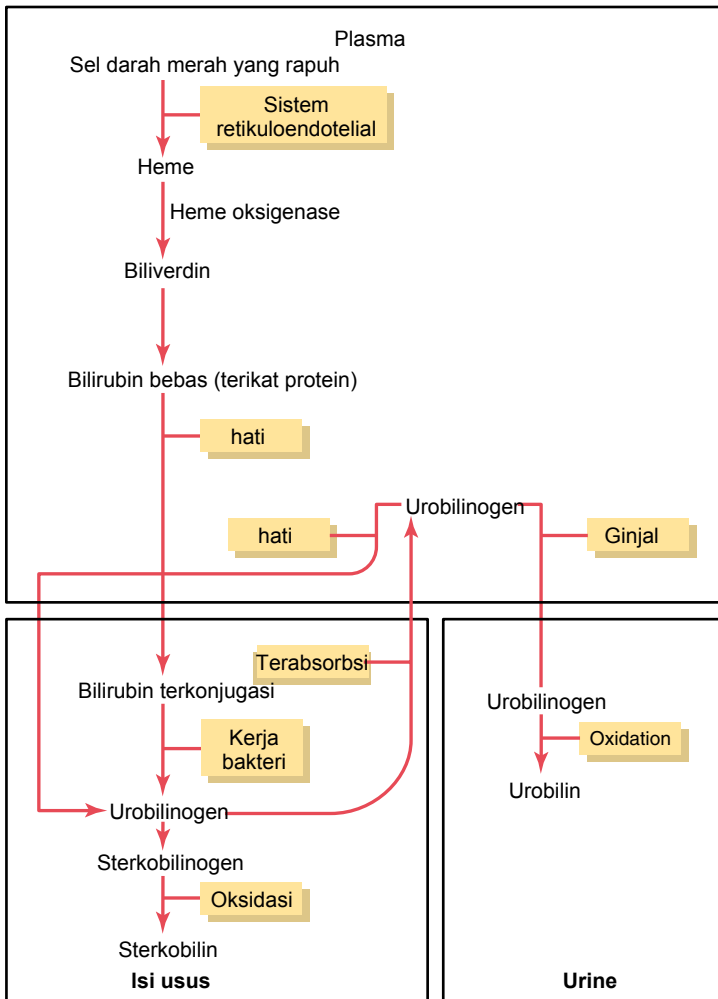 Plasma
Sel darah merah yang rapuh
Sistem
retikuloendotelial
Heme
Heme oksigenase
Biliverdin
Bilirubin bebas (terikat protein)
hati
Urobilinogen
hati
Ginjal
Terabsorbsi
Bilirubin terkonjugasi
Kerja
bakteri
Urobilinogen
Sterkobilinogen
Oksidasi
Sterkobilin
Isi usus
Urobilinogen
Oxidation
Urobilin
Urine